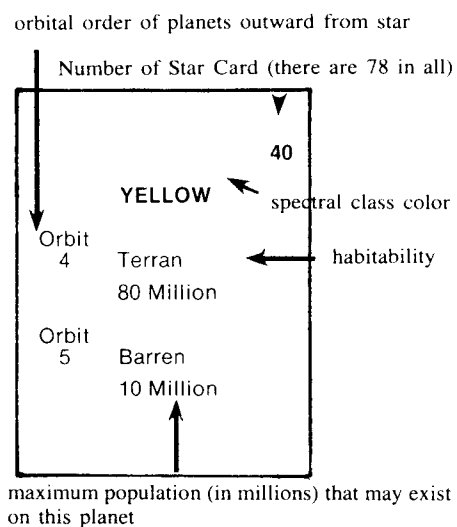 orbital order of planets outward from star
Number of Star Card (there are 78 in all)
40
YELLOW
spectral class color
Orbit
4 Terran
habitability
80 Million
Orbit
5 Barren
10 Million
maximum population (in millions) that may exist
on this planet